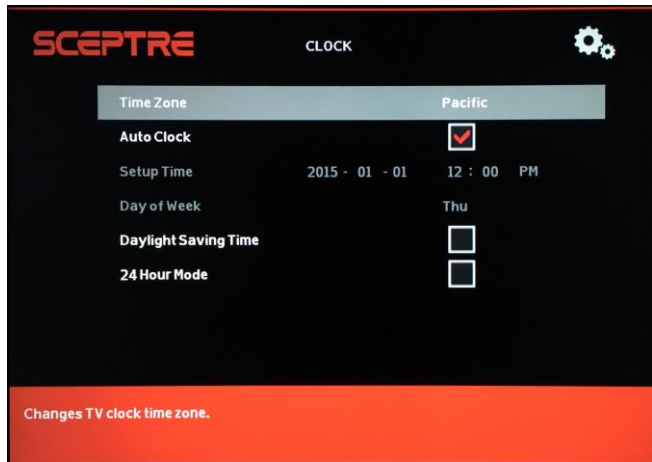 SCEPTRE CLOCK
Time Zone Pacific
Auto Clock
Setup Time 2015 - 01 - 01 12 : 00 PM
Day of Week Thu
Daylight Saving Time
24 Hour Mode
Changes TV clock time zone.